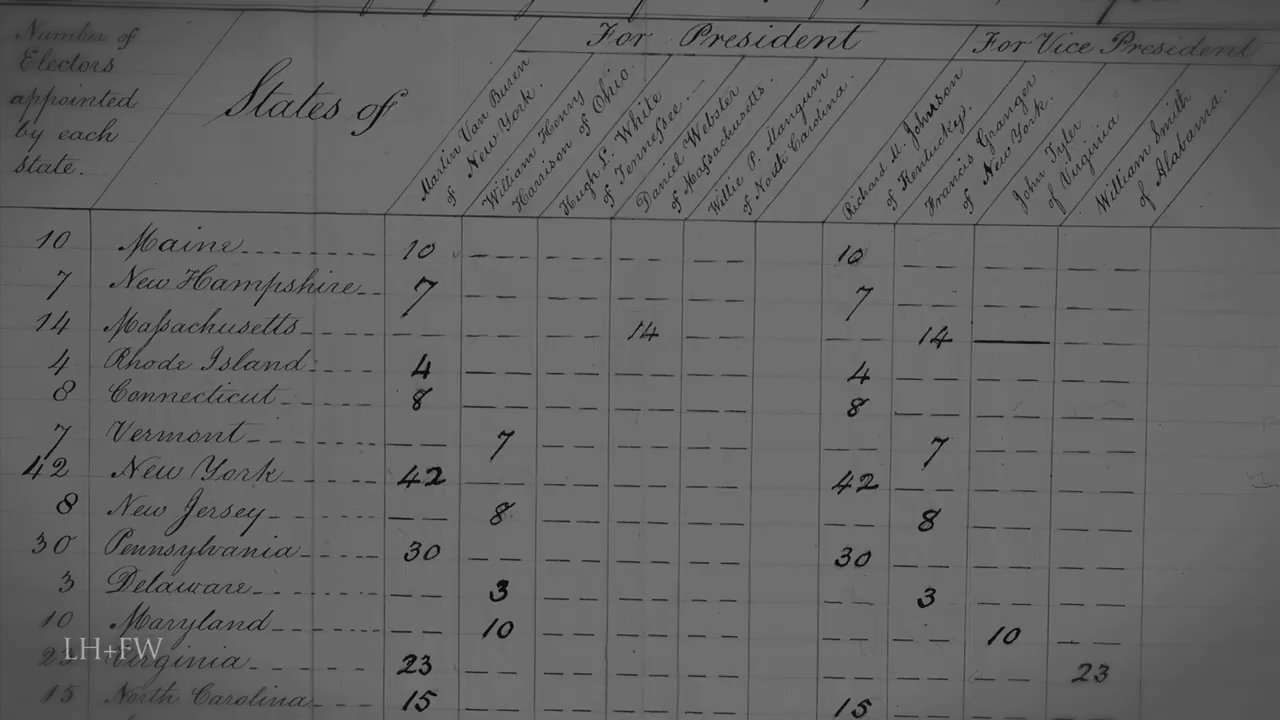 For President For Vice President
Number of
Electors
appointed
by each
state.
States of
Martin Van Buren
of New York.
William Henry
Harrison of Ohio.
Hugh L. White
of Tennessee.
Daniel Webster
of Massachusetts.
Willie P. Mangum
of North Carolina.
Richard M. Johnson
of Kentucky.
Francis Granger
of New York.
John Tyler
of Virginia
William Smith
of Alabama.
10 Maine 10 10
7 New Hampshire 7 7
14 Massachusetts 14 14
4 Rhode Island 4 4
8 Connecticut 8 8
7 Vermont 7 7
42 New York 42 42
8 New Jersey 8 8
30 Pennsylvania 30 30
3 Delaware 3 3
10 Maryland 10 10
LH+FW
23 Virginia 23 23
15 North Carolina 15 15